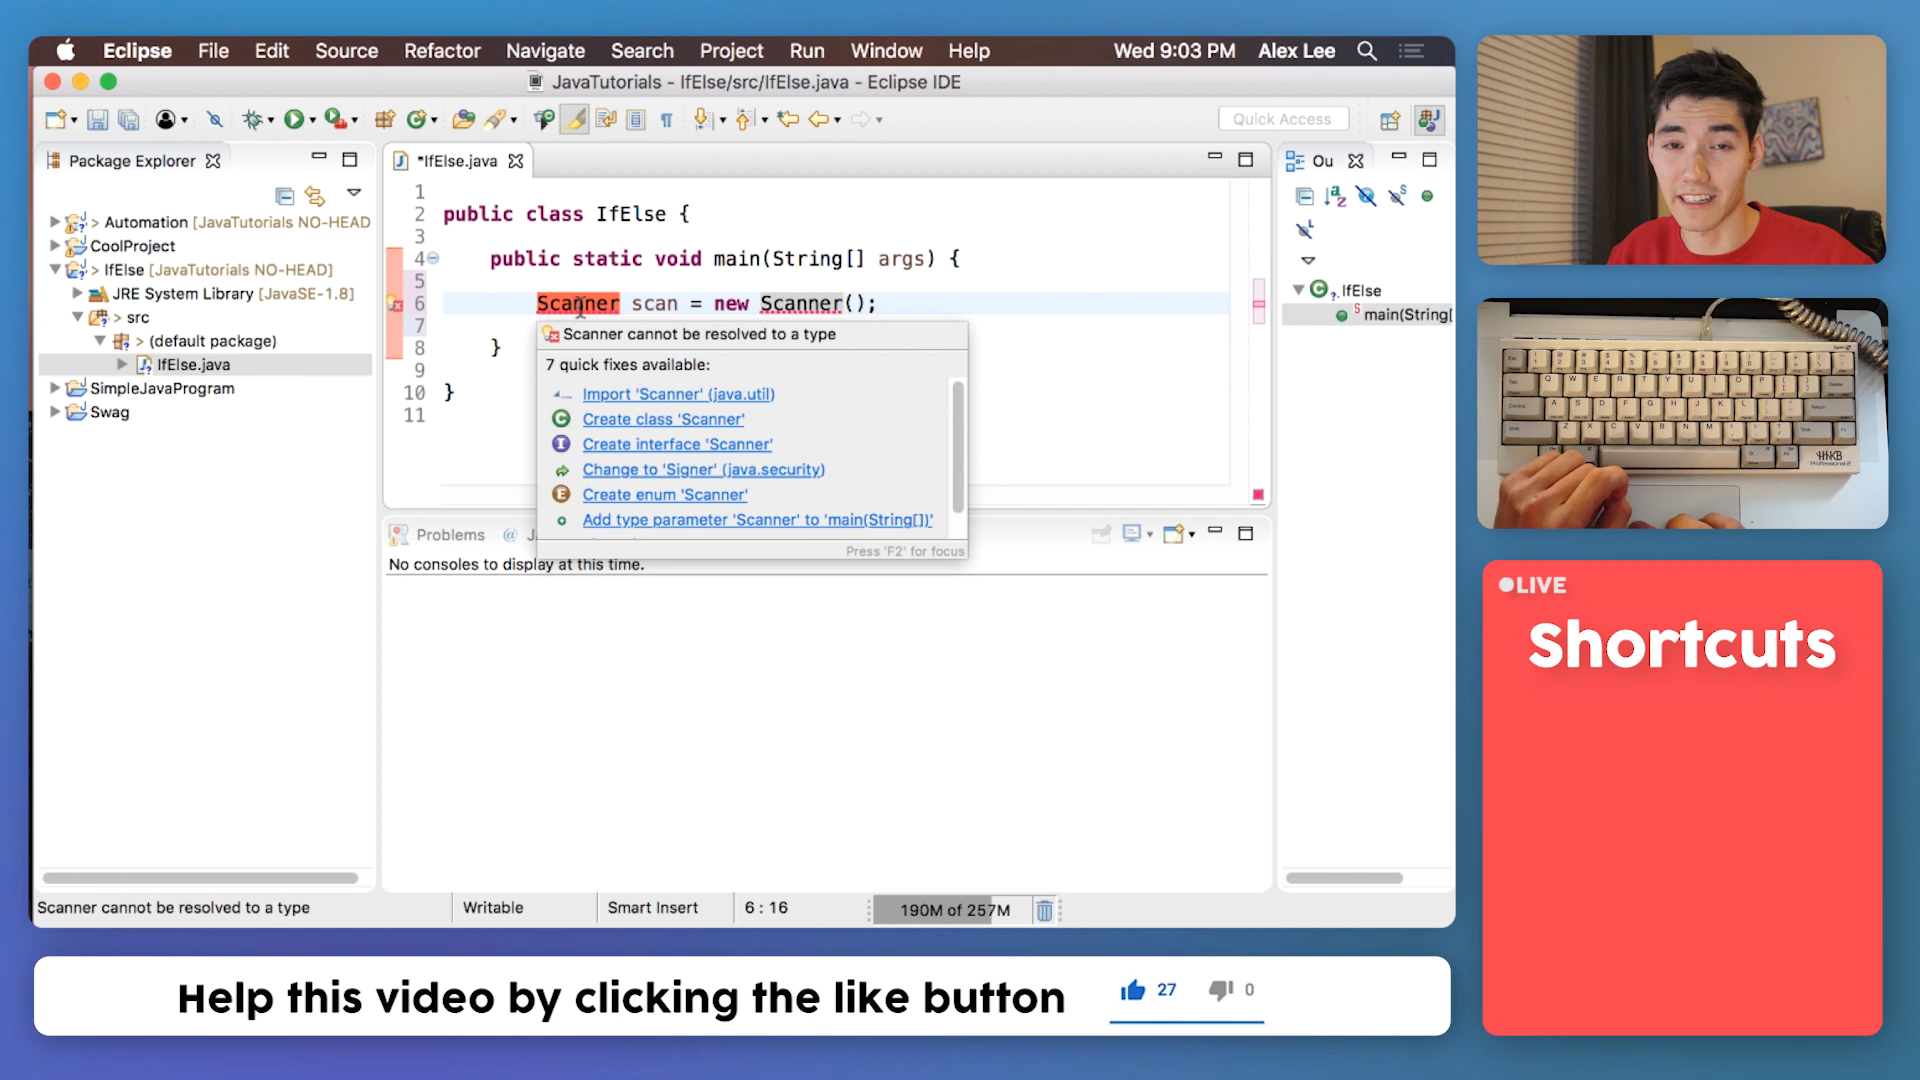 Eclipse File Edit Source Refactor Navigate Search Project Run Window Help Wed 9:03 PM Alex Lee
JavaTutorials - IfElse/src/IfElse.java - Eclipse IDE
Quick Access
Package Explorer
> Automation [JavaTutorials NO-HEAD
CoolProject
> IfElse [JavaTutorials NO-HEAD]
JRE System Library [JavaSE-1.8]
> src
> (default package)
IfElse.java
SimpleJavaProgram
Swag
*IfElse.java
1
2 public class IfElse {
3
4 public static void main(String[] args) {
5
6 Scanner scan = new Scanner();
7
8 }
9
10 }
11
Scanner cannot be resolved to a type
7 quick fixes available:
Import 'Scanner' (java.util)
Create class 'Scanner'
Create interface 'Scanner'
Change to 'Signer' (java.security)
Create enum 'Scanner'
Add type parameter 'Scanner' to 'main(String[])'
Press 'F2' for focus
Problems @ J
No consoles to display at this time.
Ou
IfElse
main(String[
Scanner cannot be resolved to a type Writable Smart Insert 6 : 16 190M of 257M
HHKB
Professional
LIVE
Shortcuts
Help this video by clicking the like button 27 0